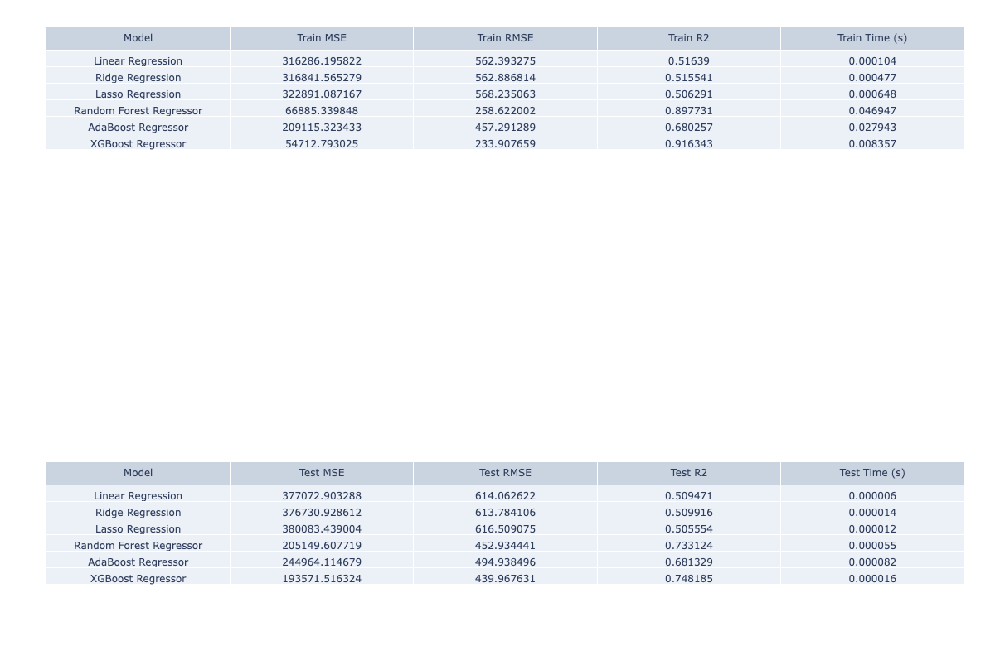 Model Train MSE Train RMSE Train R2 Train Time (s)
Linear Regression 316286.195822 562.393275 0.51639 0.000104
Ridge Regression 316841.565279 562.886814 0.515541 0.000477
Lasso Regression 322891.087167 568.235063 0.506291 0.000648
Random Forest Regressor 66885.339848 258.622002 0.897731 0.046947
AdaBoost Regressor 209115.323433 457.291289 0.680257 0.027943
XGBoost Regressor 54712.793025 233.907659 0.916343 0.008357
Model Test MSE Test RMSE Test R2 Test Time (s)
Linear Regression 377072.903288 614.062622 0.509471 0.000006
Ridge Regression 376730.928612 613.784106 0.509916 0.000014
Lasso Regression 380083.439004 616.509075 0.505554 0.000012
Random Forest Regressor 205149.607719 452.934441 0.733124 0.000055
AdaBoost Regressor 244964.114679 494.938496 0.681329 0.000082
XGBoost Regressor 193571.516324 439.967631 0.748185 0.000016